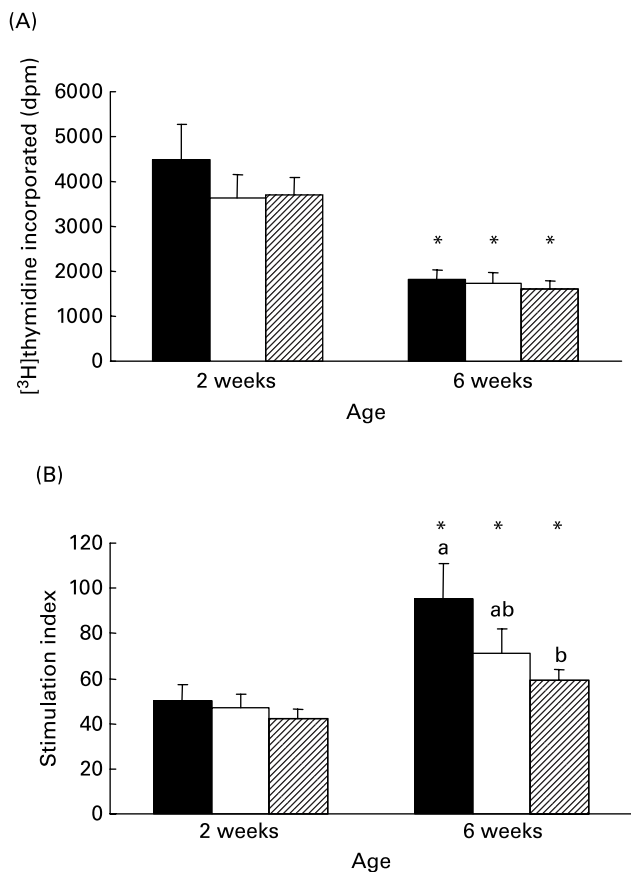 (A)
[³H]thymidine incorporated (dpm)
6000
5000
4000
3000
2000
1000
0
* * *
2 weeks 6 weeks
Age
(B)
Stimulation index
120
100
80
60
40
20
0
* * *
a
ab
b
2 weeks 6 weeks
Age